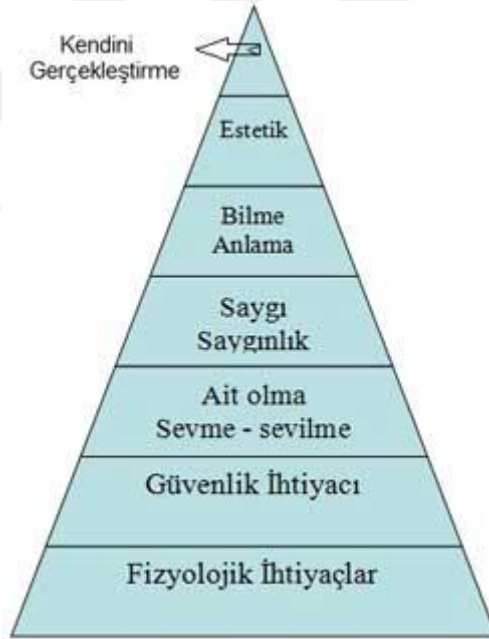 Kendini
Gerçekleştirme
Estetik
Bilme
Anlama
Saygı
Saygınlık
Ait olma
Sevme - sevilme
Güvenlik İhtiyacı
Fizyolojik İhtiyaçlar